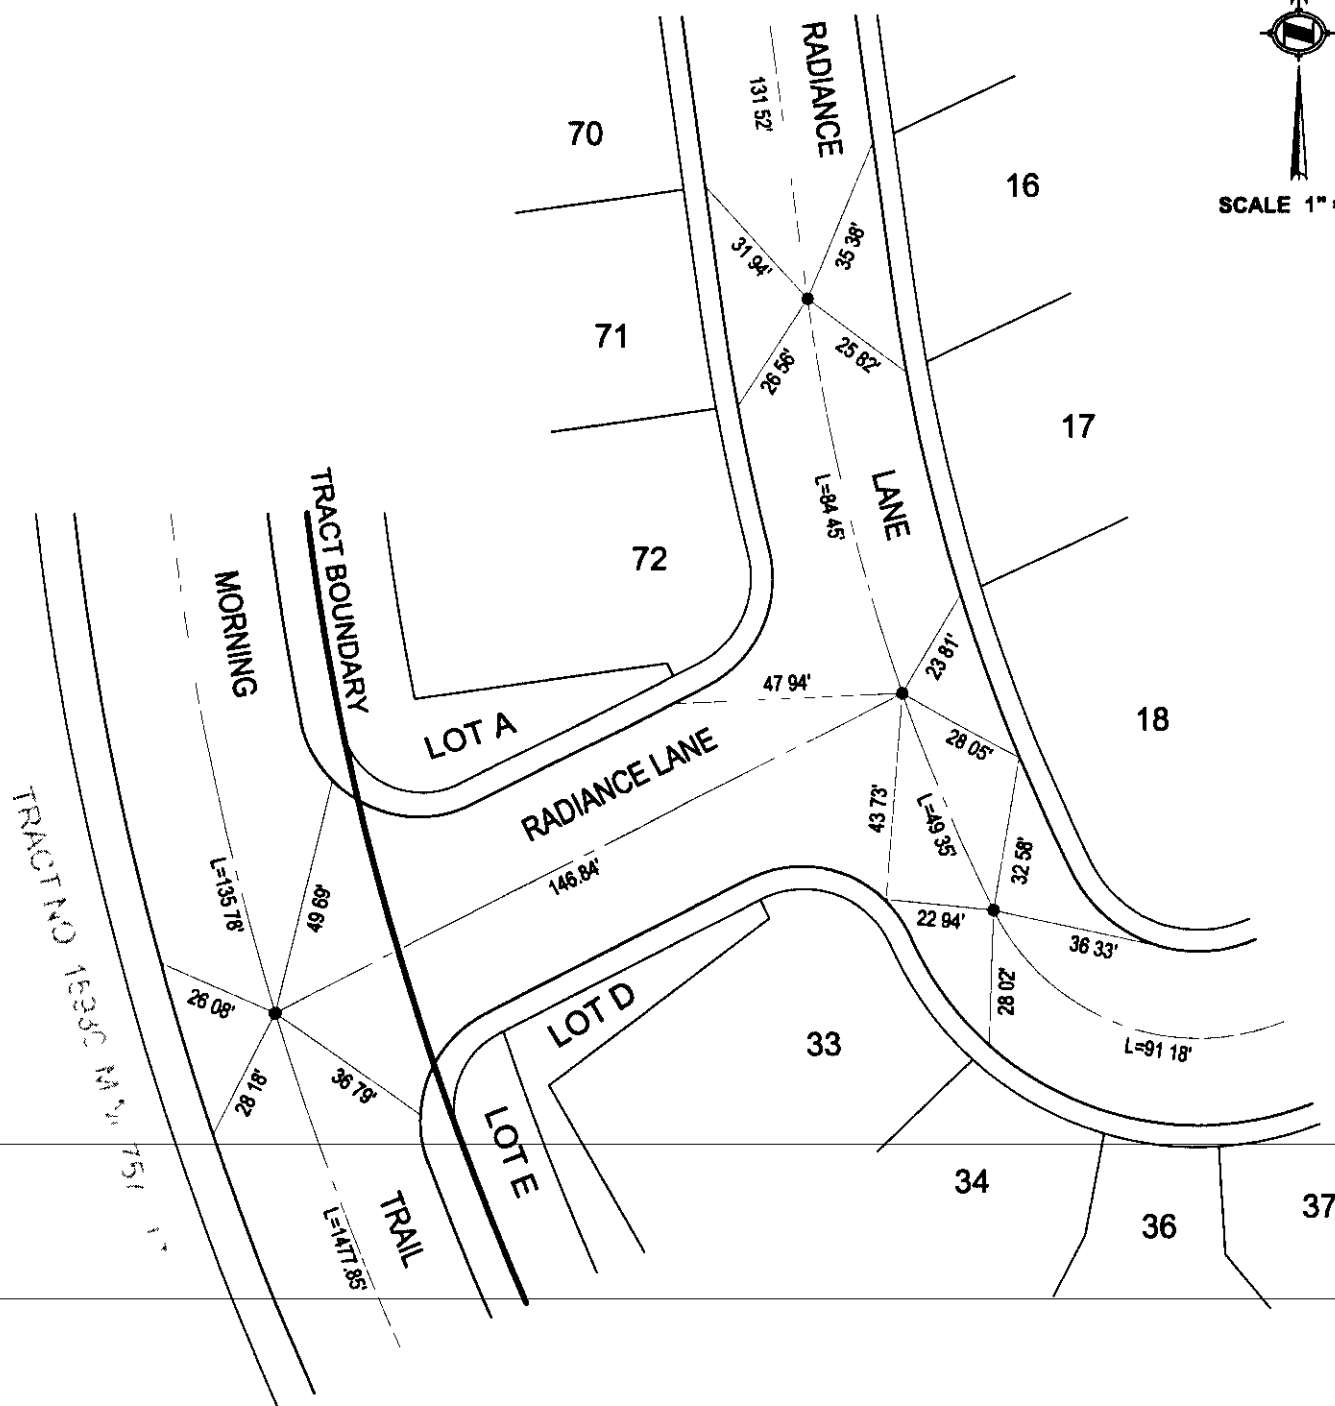 RADIANCE
131 52'
70
16
SCALE 1"
31 94'
35 38'
71
26 56'
25 82'
17
TRACT BOUNDARY
L=84 45'
LANE
72
MORNING
47 94'
23 81'
18
LOT A
RADIANCE LANE
28 05'
43 73'
L=49 35'
TRACT NO
146.84'
32 58'
L=135 78'
49 69'
22 94'
36 33'
26 08'
28 02'
LOT D
33
L=91 18'
28 18'
36 79'
LOT E
34
36
37
TRAIL
L=1477.85'